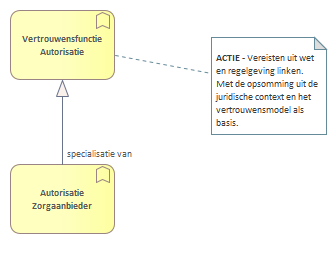 Vertrouwensfunctie
Autorisatie
ACTIE - Vereisten uit wet
en regelgeving linken.
Met de opsomming uit de
juridische context en het
vertrouwensmodel als
basis.
specialisatie van
Autorisatie
Zorgaanbieder